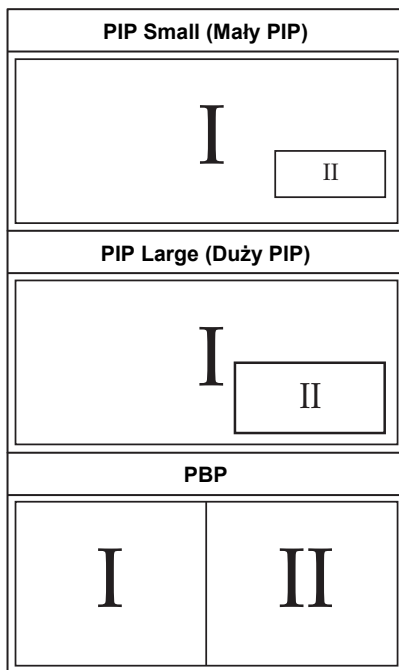 PIP Small (Mały PIP)
I
II
PIP Large (Duży PIP)
I
II
PBP
I II